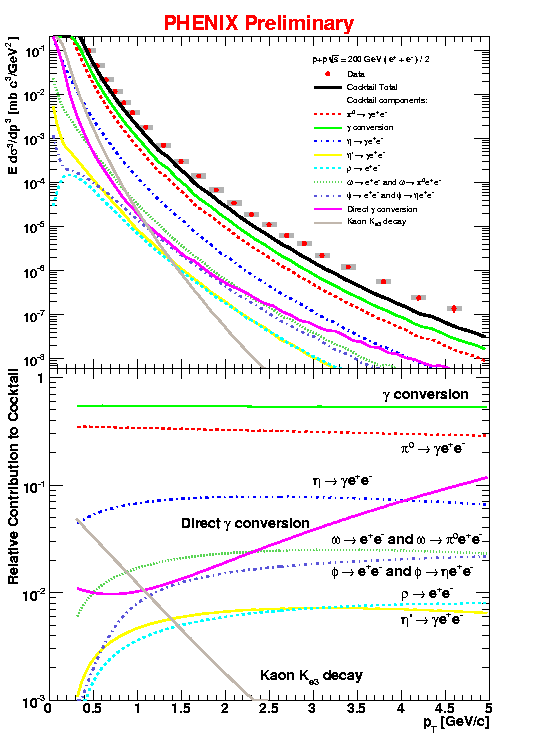 PHENIX Preliminary
E dσ³/dp³ [mb c³/GeV²]
10⁻¹
10⁻²
10⁻³
10⁻⁴
10⁻⁵
10⁻⁶
10⁻⁷
10⁻⁸
p+p √s = 200 GeV (e⁺ + e⁻) / 2
Data
Cocktail Total
Cocktail components:
π⁰ → γe⁺e⁻
γ conversion
η → γe⁺e⁻
η' → γe⁺e⁻
ρ → e⁺e⁻
ω → e⁺e⁻ and ω → π⁰e⁺e⁻
ϕ → e⁺e⁻ and ϕ → ηe⁺e⁻
Direct γ conversion
Kaon Kₑ₃ decay
Relative Contribution to Cocktail
1
10⁻¹
10⁻²
10⁻³
γ conversion
π⁰ → γe⁺e⁻
η → γe⁺e⁻
Direct γ conversion
ω → e⁺e⁻ and ω → π⁰e⁺e⁻
ϕ → e⁺e⁻ and ϕ → ηe⁺e⁻
ρ → e⁺e⁻
η' → γe⁺e⁻
Kaon Kₑ₃ decay
0 0.5 1 1.5 2 2.5 3 3.5 4 4.5 5
p_T [GeV/c]